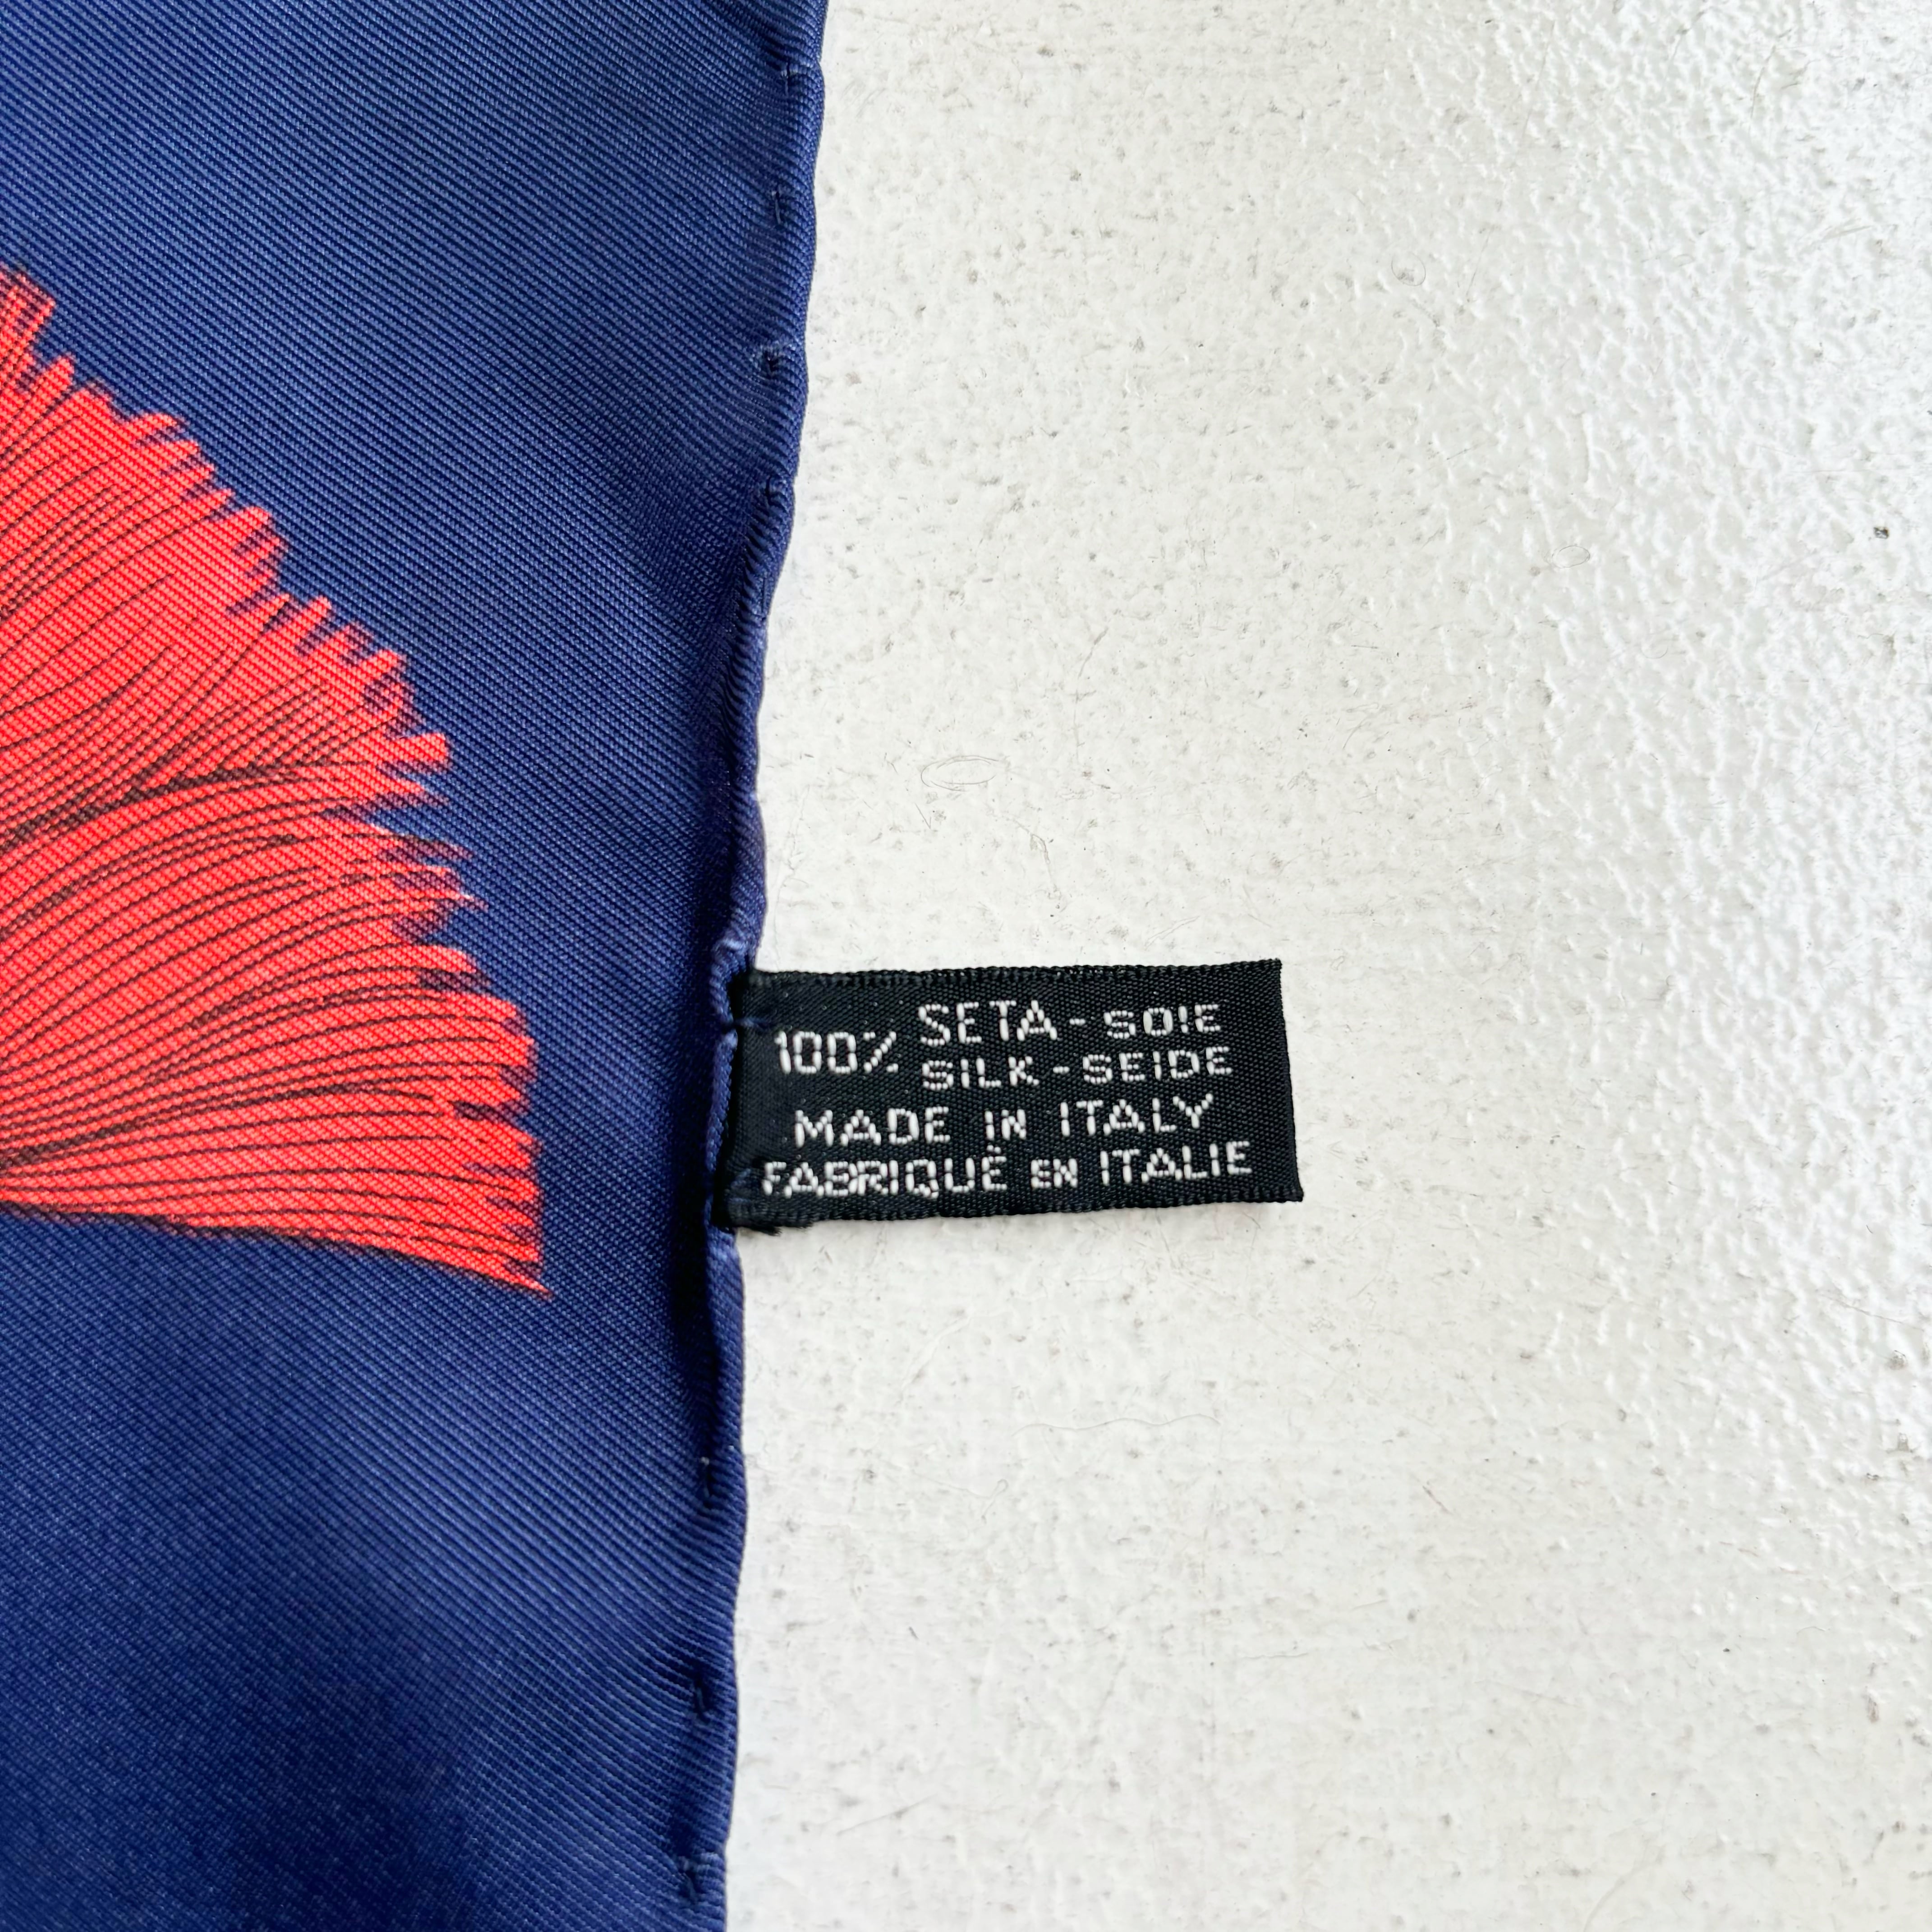 100% SETA - SOIE
SILK - SEIDE
MADE IN ITALY
FABRIQUÉ EN ITALIE